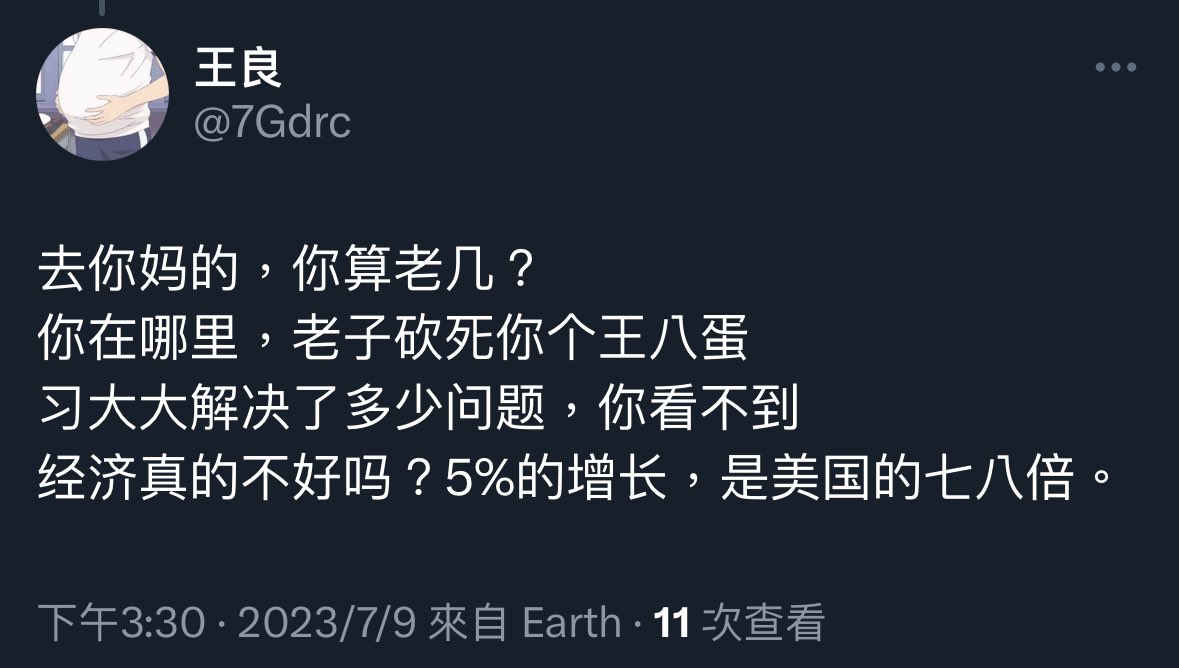 王良
@7Gdrc
去你妈的，你算老几？
你在哪里，老子砍死你个王八蛋
习大大解决了多少问题，你看不到
经济真的不好吗？5%的增长，是美国的七八倍。
下午3:30 · 2023/7/9 來自 Earth · 11 次查看